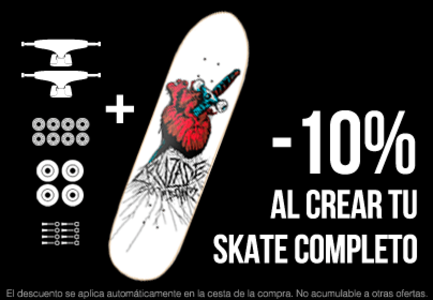 +
CRUZADE
-10%
AL CREAR TU
SKATE COMPLETO
El descuento se aplica automáticamente en la cesta de la compra. No acumulable a otras ofertas.